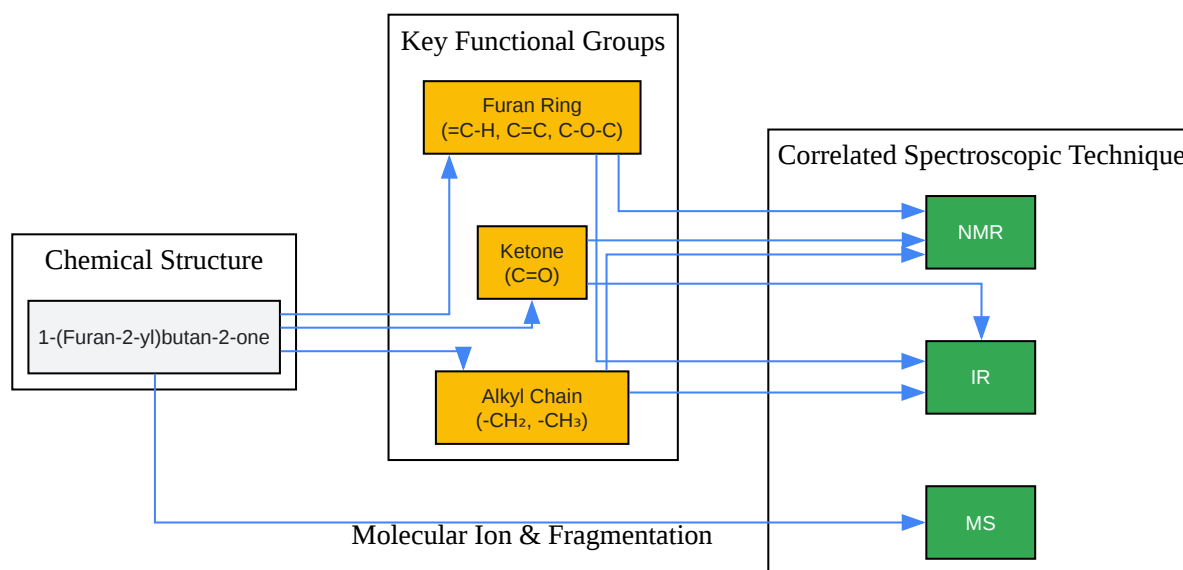 Key Functional Groups
Furan Ring
(=C-H, C=C, C-O-C)
Correlated Spectroscopic Technique
NMR
Chemical Structure
Ketone
(C=O)
1-(Furan-2-yl)butan-2-one
IR
Alkyl Chain
(-CH₂, -CH₃)
MS
Molecular Ion & Fragmentation